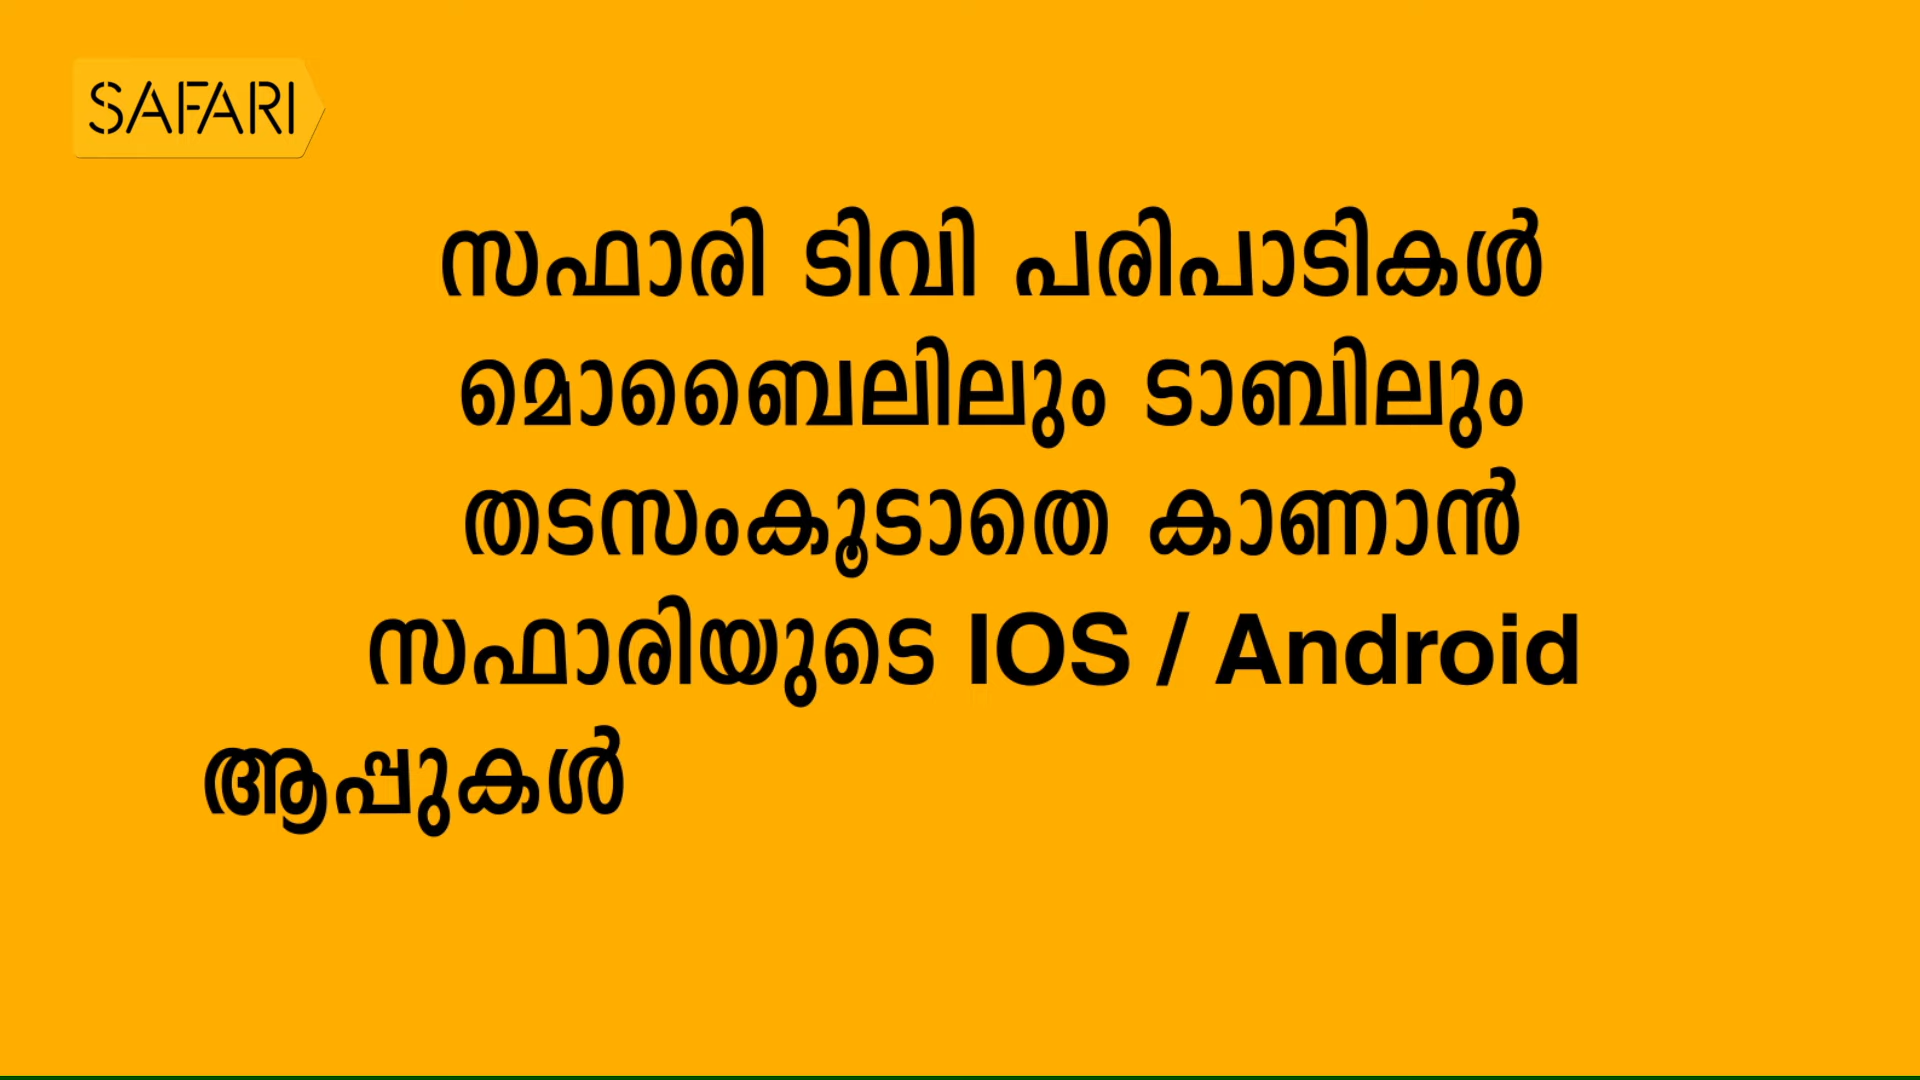 SAFARI
സഫാരി ടിവി പരിപാടികൾ
മൊബൈലിലും ടാബിലും
തടസംകൂടാതെ കാണാൻ
സഫാരിയുടെ IOS / Android
ആപ്പുകൾ